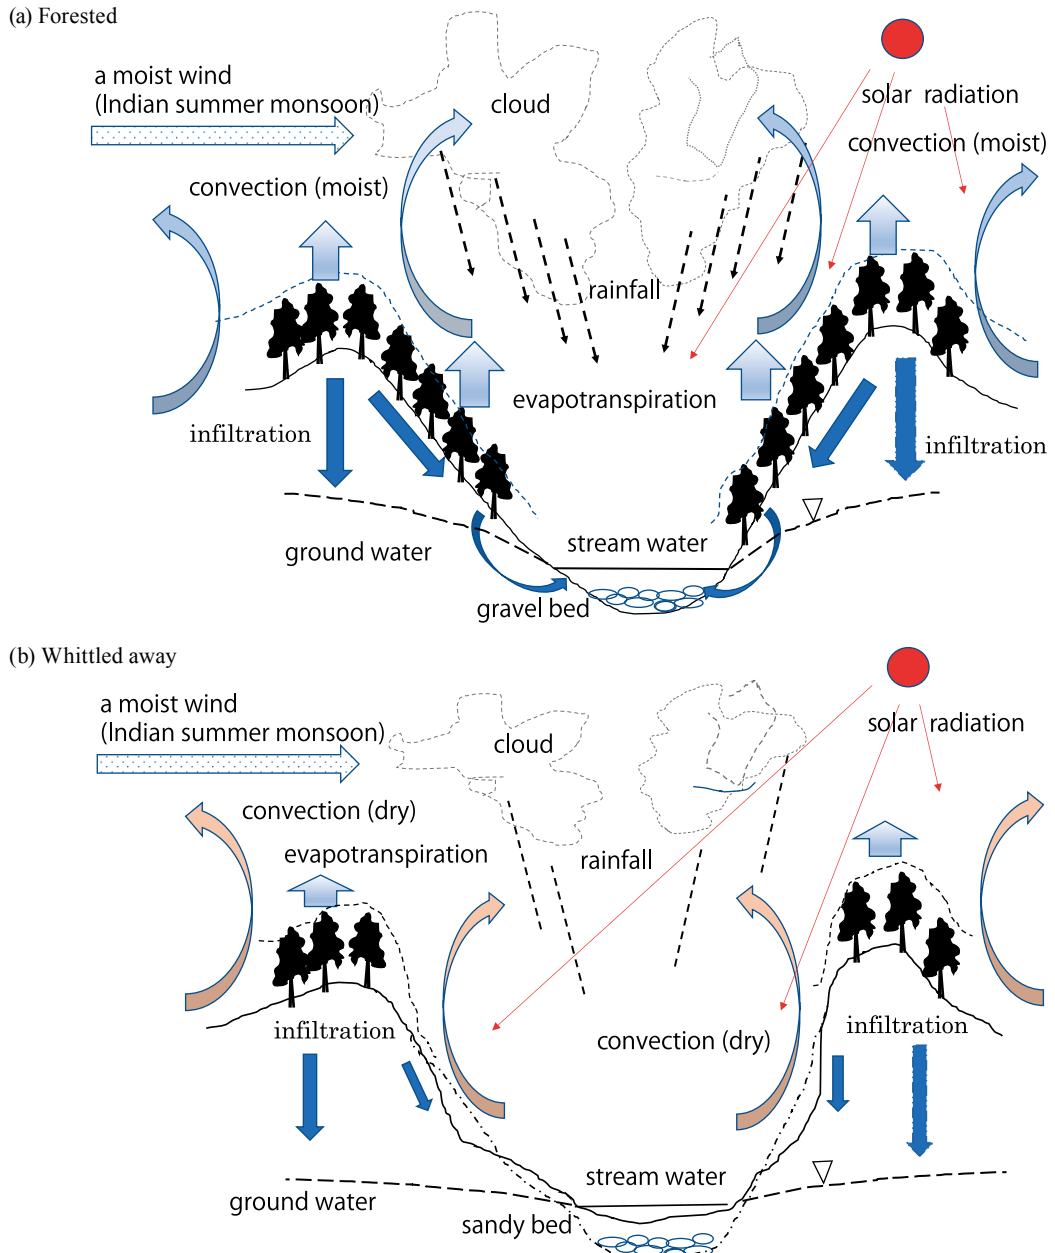 (a) Forested
a moist wind
(Indian summer monsoon)
cloud
solar radiation
convection (moist)
convection (moist)
rainfall
evapotranspiration
infiltration
infiltration
ground water
stream water
gravel bed
(b) Whittled away
a moist wind
(Indian summer monsoon)
cloud
solar radiation
convection (dry)
evapotranspiration
rainfall
infiltration
convection (dry)
infiltration
stream water
ground water
sandy bed